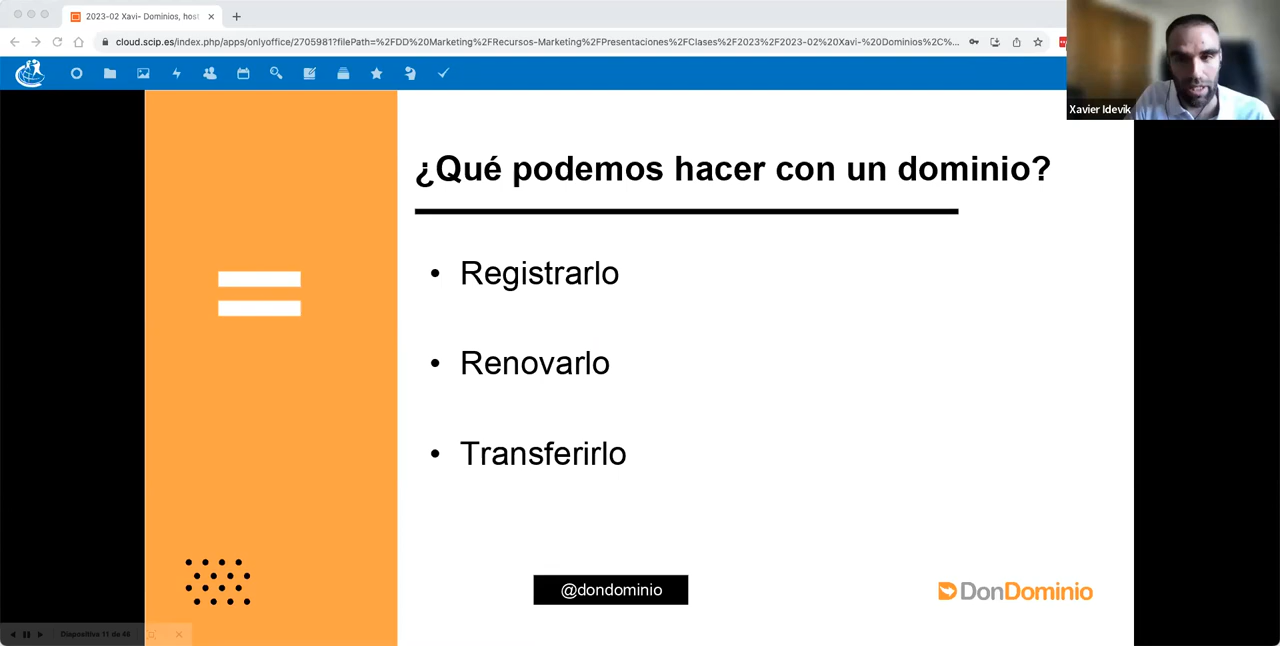 2023-02 Xavi- Dominios, host
cloud.scip.es/index.php/apps/onlyoffice/2705981?filePath=%2FDD%20Marketing%2FRecursos-Marketing%2FPresentaciones%2FClases%2F2023%2F2023-02%20Xavi-%20Dominios%2C%...
Xavier Idevik
¿Qué podemos hacer con un dominio?
• Registrarlo
• Renovarlo
• Transferirlo
@dondominio
DonDominio
Diapositiva 11 de 48